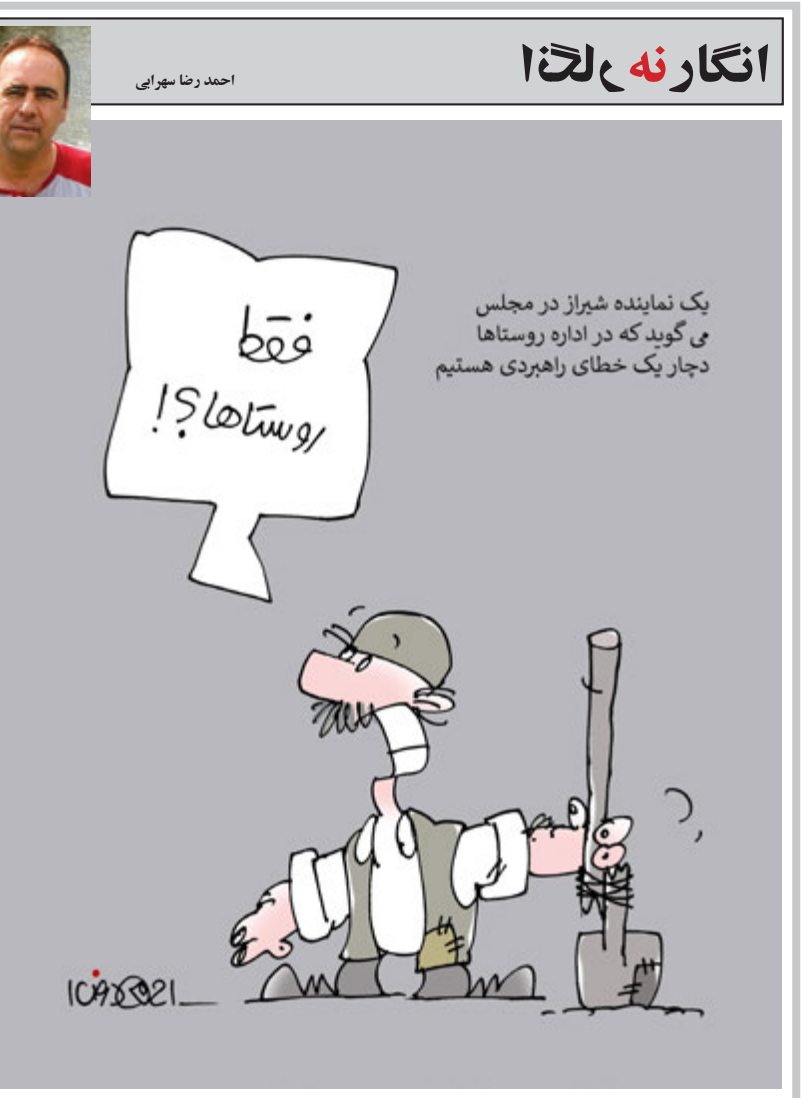 انگار نه انگار
احمد رضا سهرابی
یک نماینده شیراز در مجلس
می گوید که در اداره روستاها
دچار یک خطای راهبردی هستیم
فقط
روستاها؟!